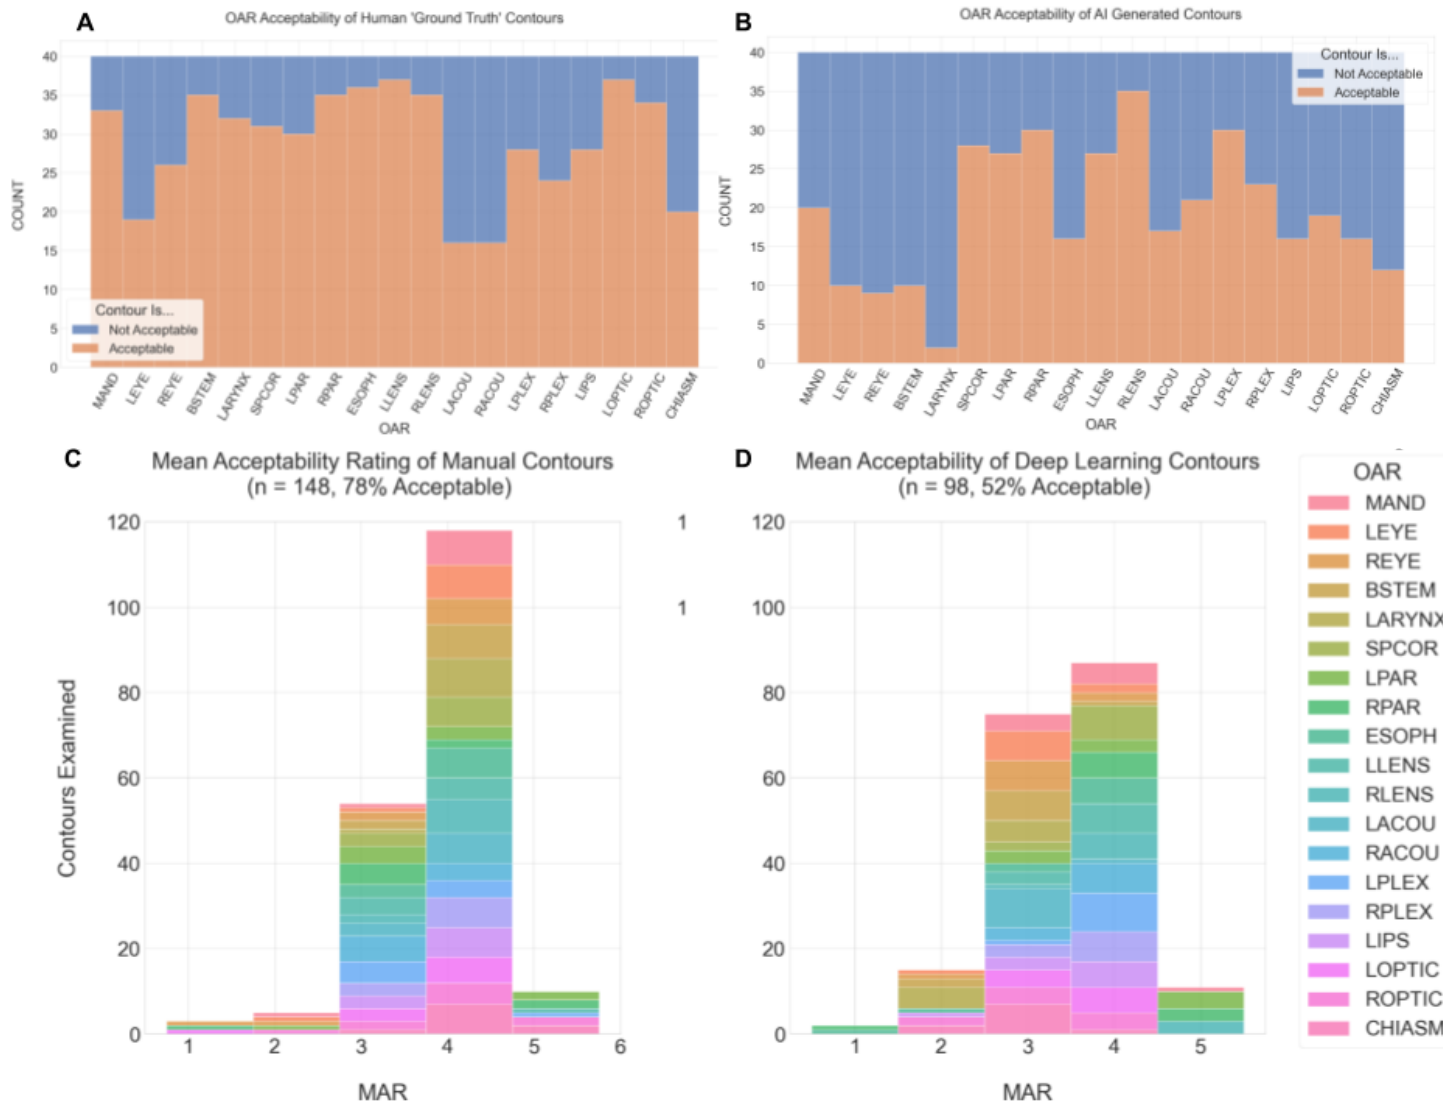 A
OAR Acceptability of Human 'Ground Truth' Contours
40
35
30
25
20
15
10
5
0
COUNT
Contour Is...
Not Acceptable
Acceptable
MAND
LEYE
REYE
BSTEM
LARYNX
SPCOR
LPAR
RPAR
ESOPH
LLENS
RLENS
LACOU
RACOU
LPLEX
RPLEX
LIPS
LOPTIC
ROPTIC
CHIASM
OAR
B
OAR Acceptability of AI Generated Contours
40
35
30
25
20
15
10
5
0
COUNT
Contour Is...
Not Acceptable
Acceptable
MAND
LEYE
REYE
BSTEM
LARYNX
SPCOR
LPAR
RPAR
ESOPH
LLENS
RLENS
LACOU
RACOU
LPLEX
RPLEX
LIPS
LOPTIC
ROPTIC
CHIASM
OAR
C
Mean Acceptability Rating of Manual Contours
(n = 148, 78% Acceptable)
120
100
80
60
40
20
0
Contours Examined
1
2
3
4
5
6
MAR
1
1
D
Mean Acceptability of Deep Learning Contours
(n = 98, 52% Acceptable)
120
100
80
60
40
20
0
1
2
3
4
5
MAR
OAR
MAND
LEYE
REYE
BSTEM
LARYNX
SPCOR
LPAR
RPAR
ESOPH
LLENS
RLENS
LACOU
RACOU
LPLEX
RPLEX
LIPS
LOPTIC
ROPTIC
CHIASM